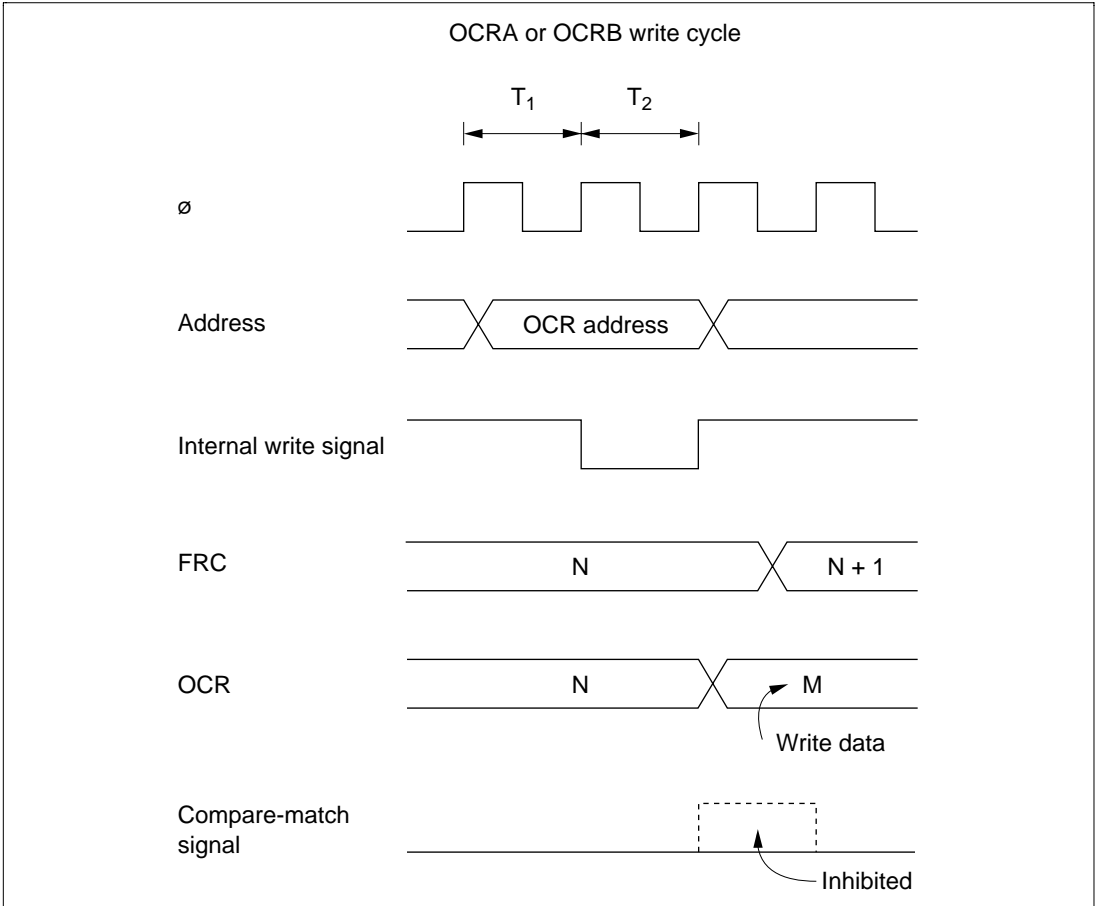 OCRA or OCRB write cycle
T₁ T₂
ø
Address
OCR address
Internal write signal
FRC
N
N + 1
OCR
N
M
Write data
Compare-match
signal
Inhibited